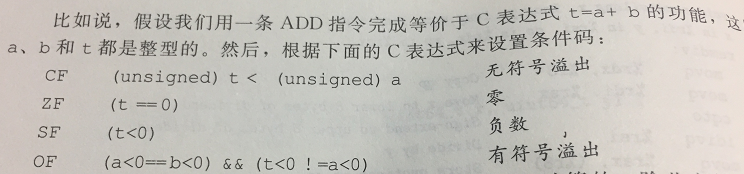 比如说，假设我们用一条 ADD 指令完成等价于 C 表达式 t=a+ b 的功能，这
a、b 和 t 都是整型的。然后，根据下面的 C 表达式来设置条件码：
CF (unsigned) t < (unsigned) a 无符号溢出
ZF (t ==0) 零
SF (t<0) 负数
OF (a<0==b<0) && (t<0 !=a<0) 有符号溢出